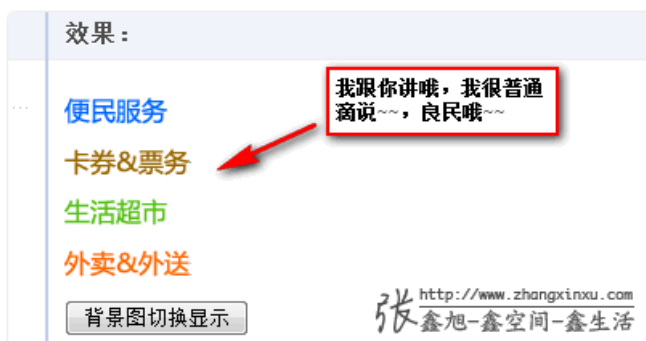 效果：
我跟你讲哦，我很普通
滴说~~，良民哦~~
便民服务
卡券&票务
生活超市
外卖&外送
背景图切换显示
http://www.zhangxinxu.com
张鑫旭-鑫空间-鑫生活